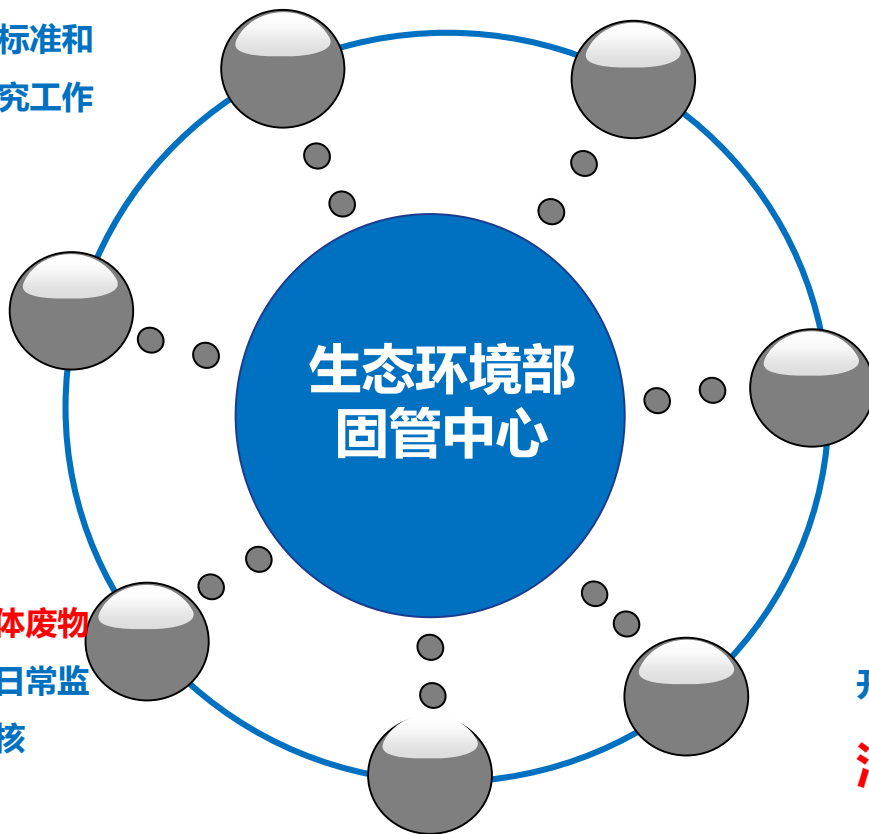 标准和
究工作
生态环境部
固管中心
体废物
日常监
核